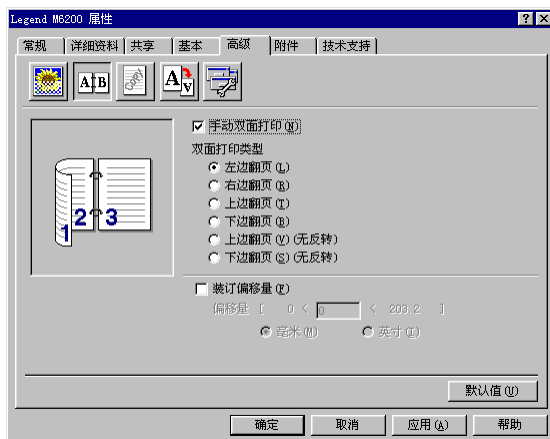 Legend M6200 属性
常规 详细资料 共享 基本 高级 附件 技术支持
A B
A
V
手动双面打印(N)
双面打印类型
左边翻页(L)
右边翻页(R)
上边翻页(T)
下边翻页(B)
上边翻页(V)(无反转)
下边翻页(S)(无反转)
1 2 3
装订偏移量(F)
偏移量 [ 0 < 0 < 203.2 ]
毫米(M) 英寸(I)
默认值(U)
确定 取消 应用(A) 帮助